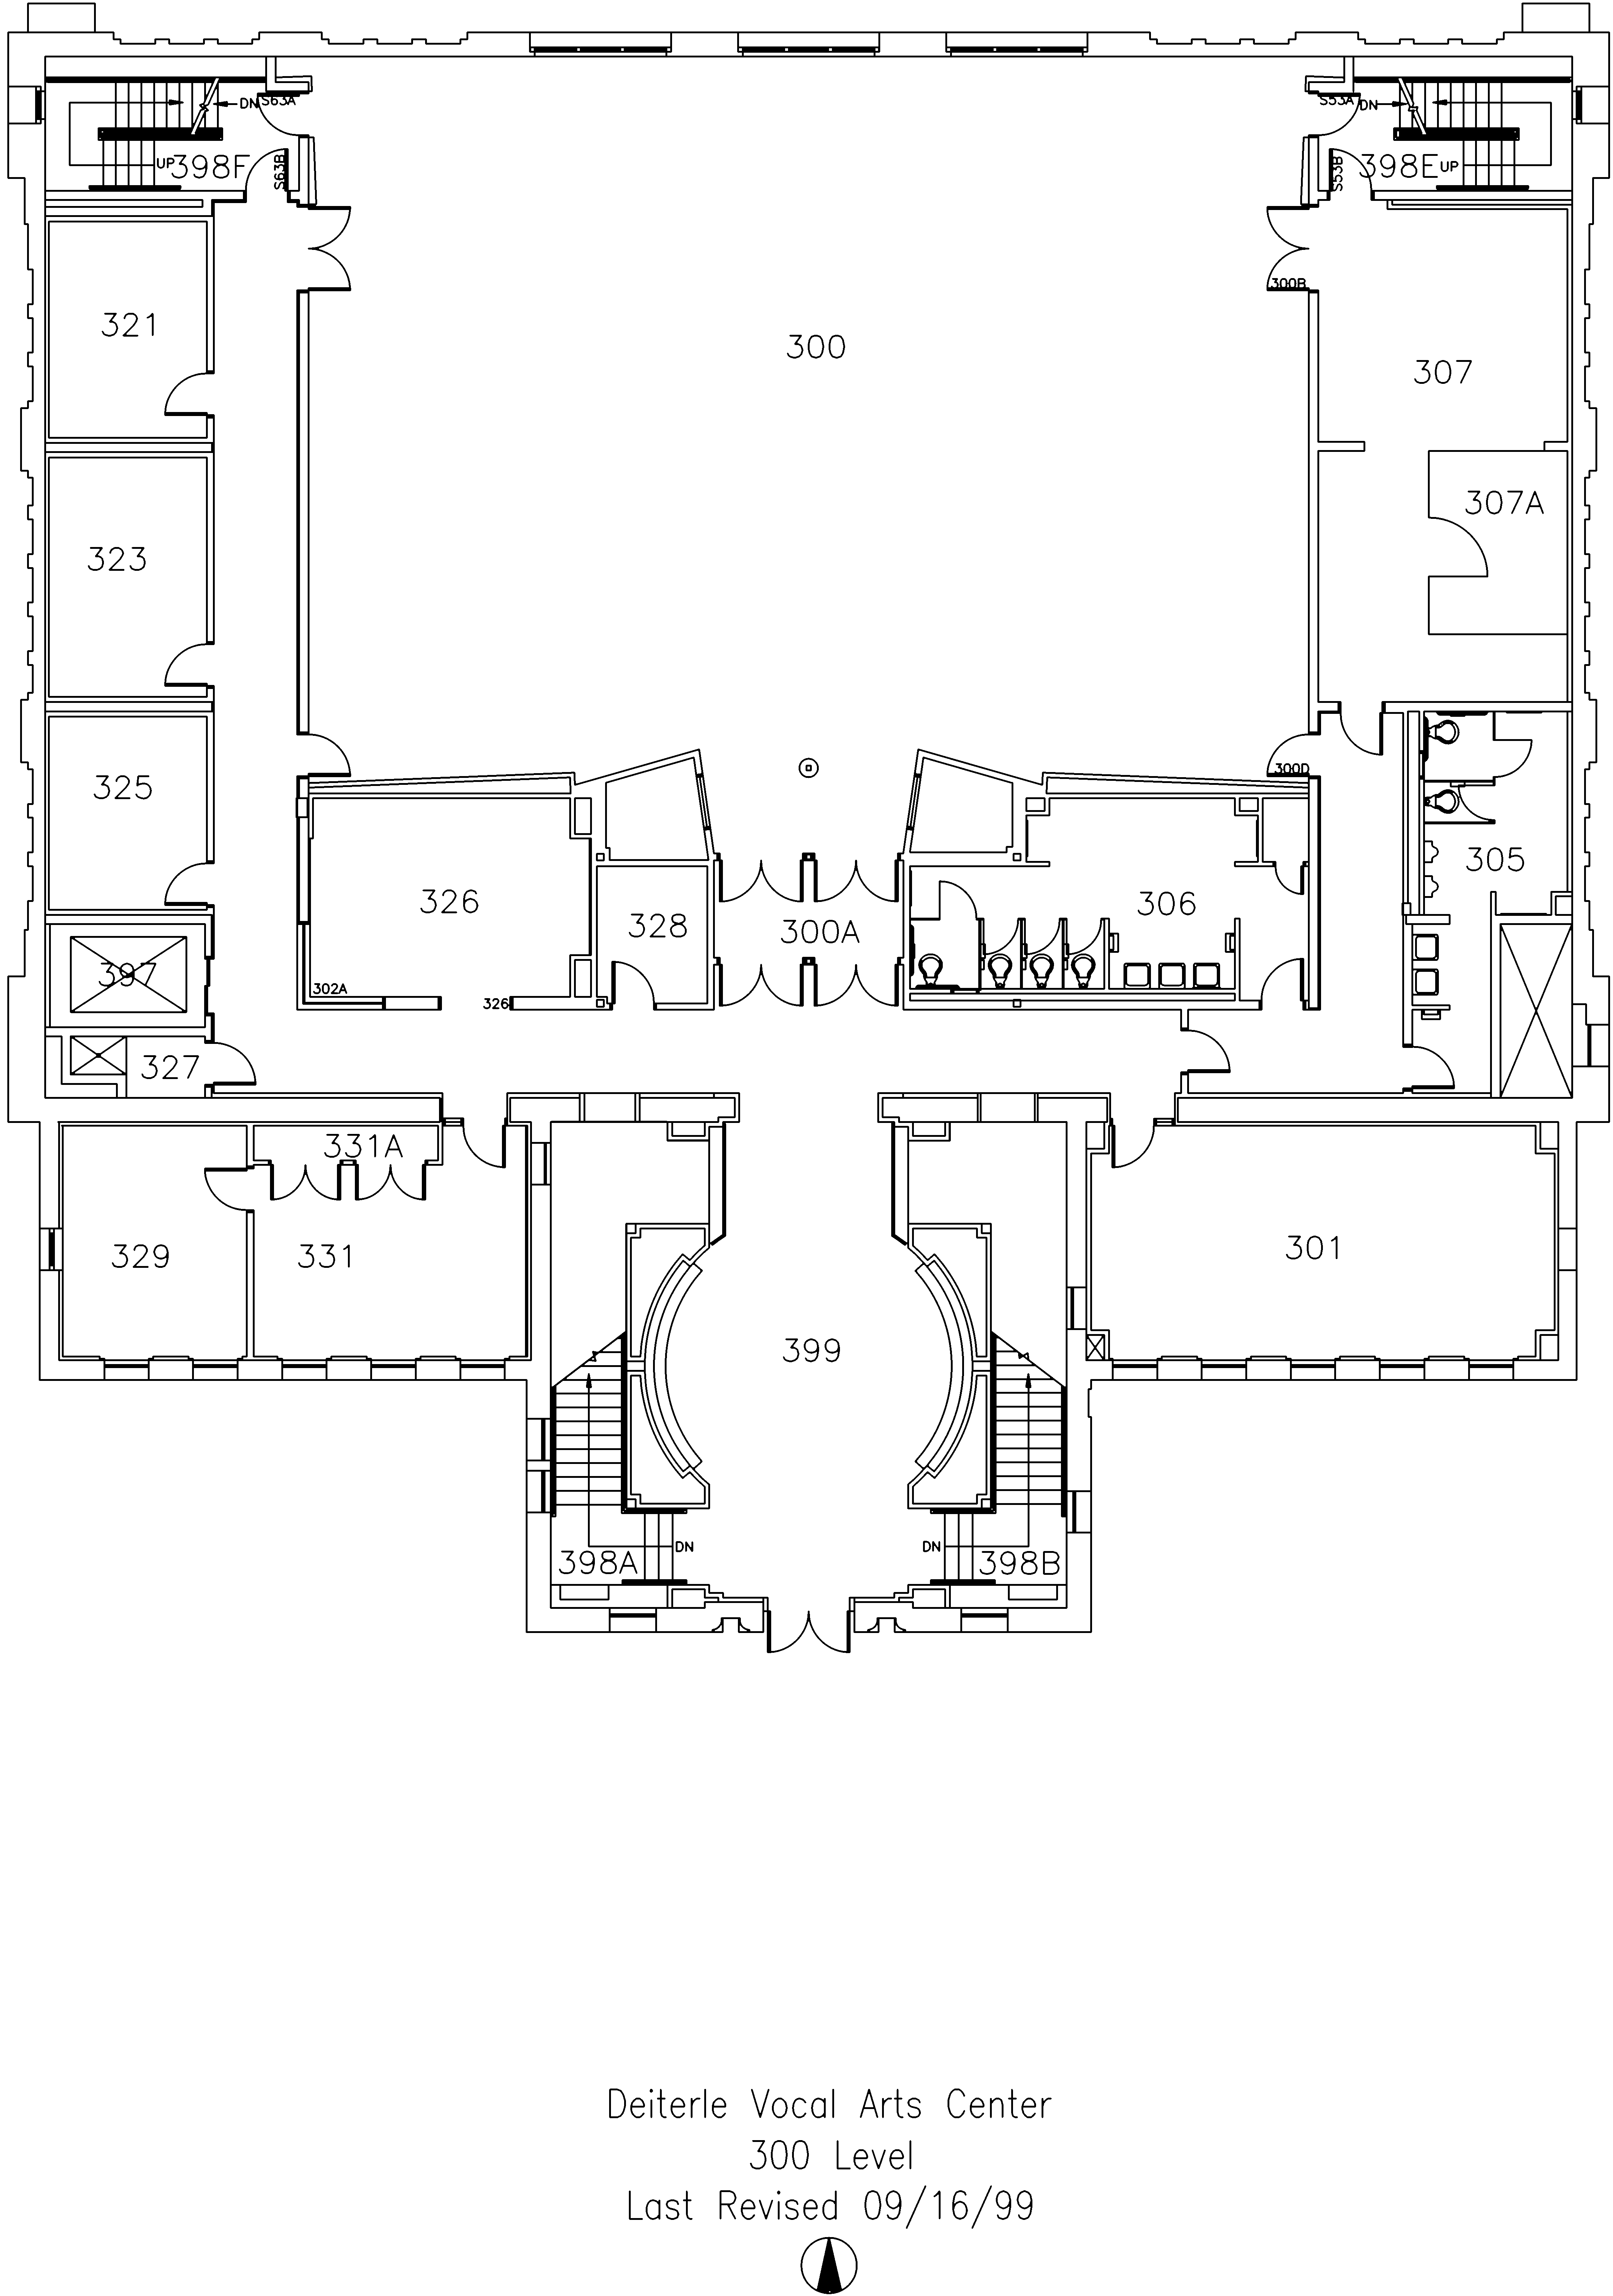 DN
S63A
S53A
DN
UP
398F
S63B
S53B
398E
UP
300B
321
300
307
307A
323
300D
325
305
326
328
300A
306
397
302A
326
327
331A
329
331
301
399
DN
DN
398A
398B
Deiterle Vocal Arts Center
300 Level
Last Revised 09/16/99